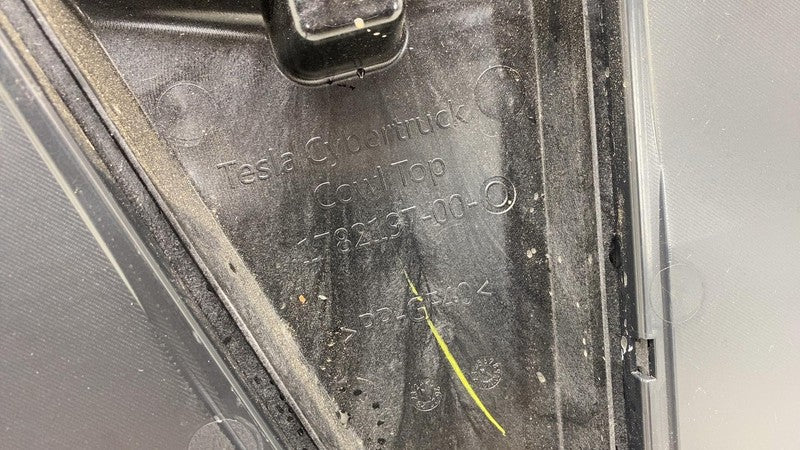 Tesla Cybertruck
Cowl Top
1782137-00-
>PP-GF40<